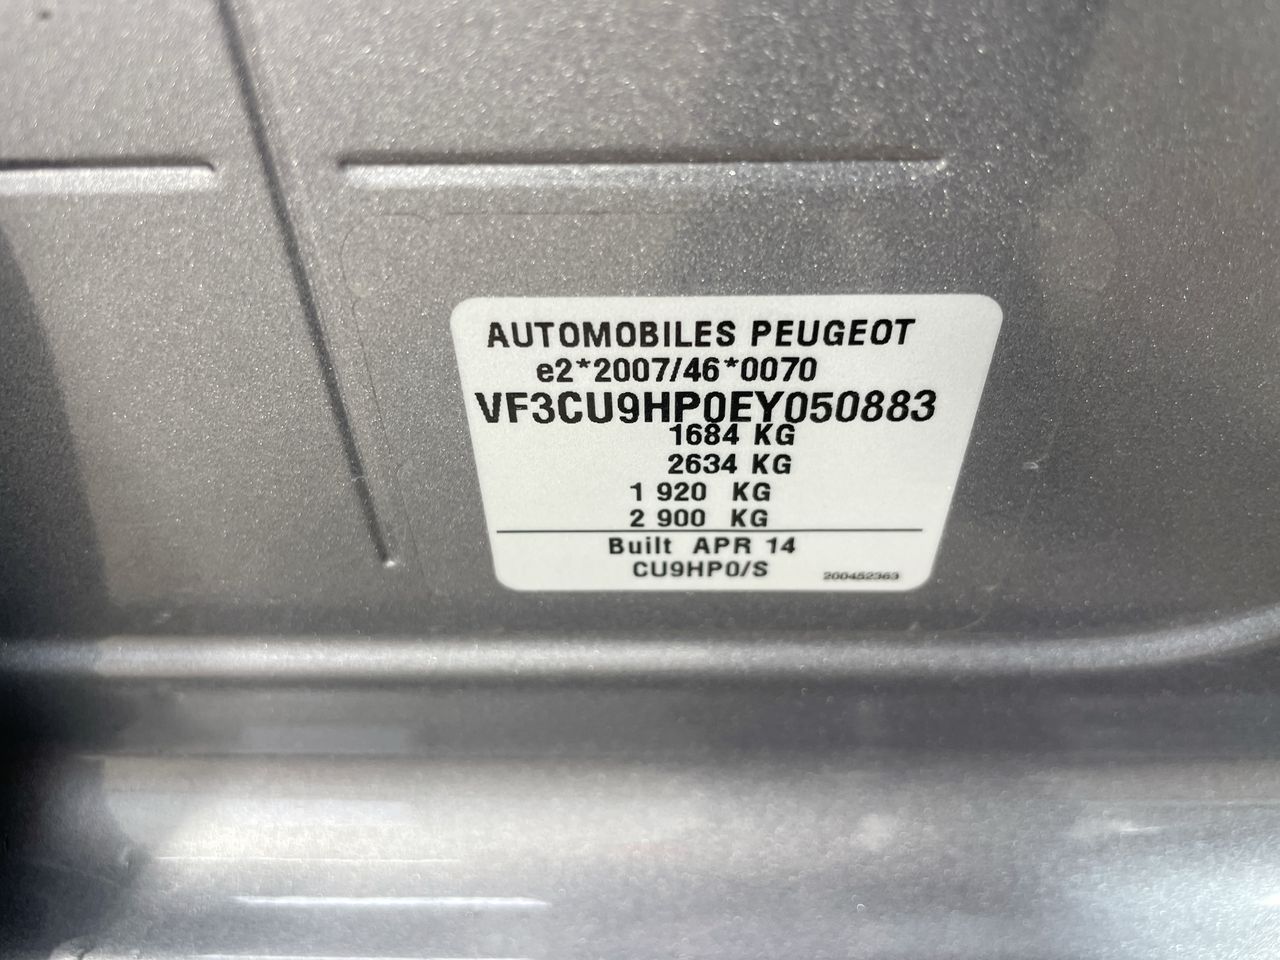 AUTOMOBILES PEUGEOT
e2*2007/46*0070
VF3CU9HP0EY050883
1684 KG
2634 KG
1 920 KG
2 900 KG
Built APR 14
CU9HP0/S
200452363